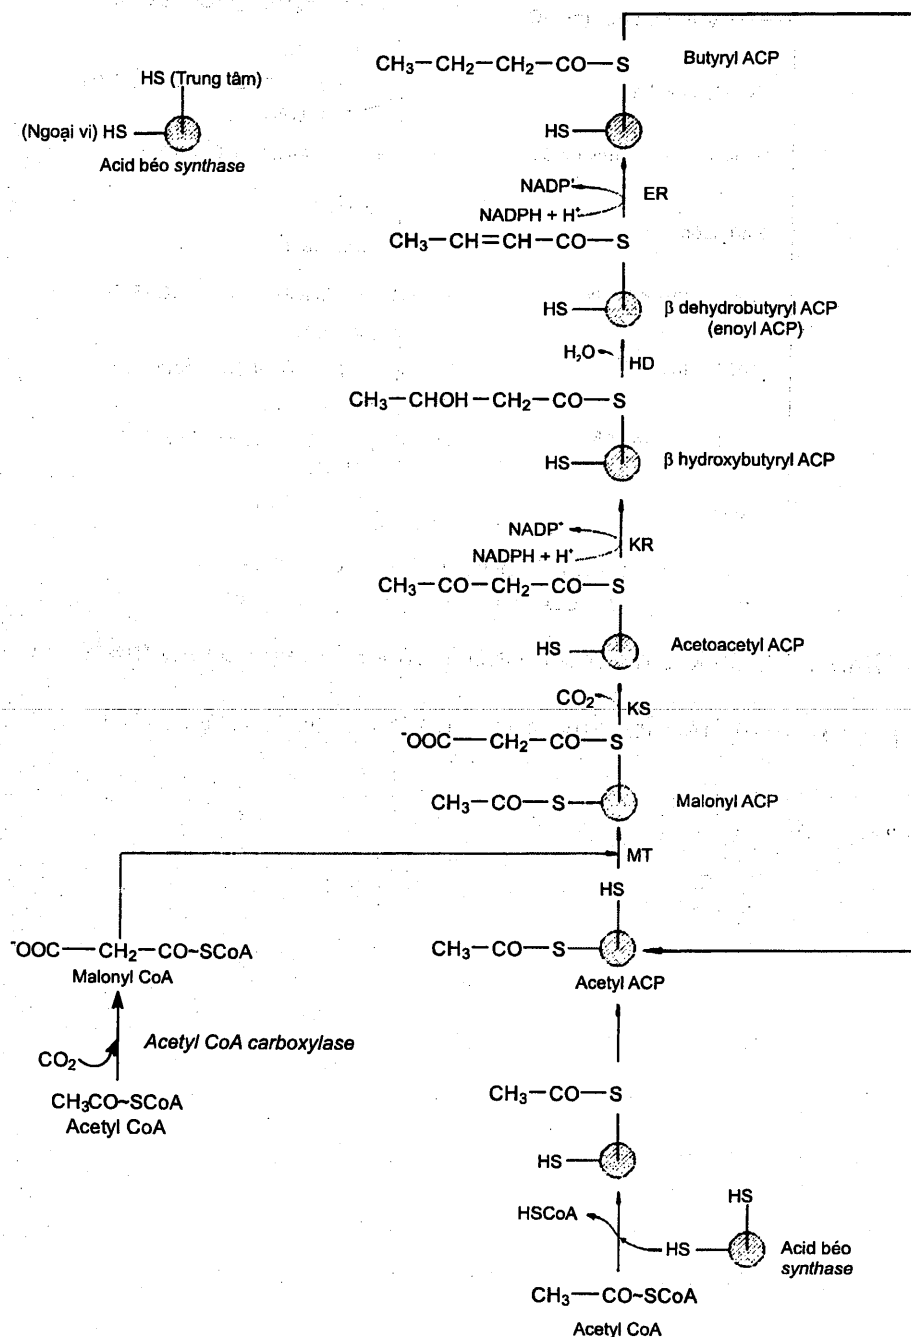 CH₃—CH₂—CH₂—CO—S
Butyryl ACP
HS (Trung tâm)
(Ngoại vi) HS
HS
Acid béo synthase
NADP⁺
ER
NADPH + H⁺
CH₃—CH=CH—CO—S
HS
β dehydrobutyryl ACP
(enoyl ACP)
H₂O
HD
CH₃—CHOH—CH₂—CO—S
HS
β hydroxybutyryl ACP
NADP⁺
KR
NADPH + H⁺
CH₃—CO—CH₂—CO—S
HS
Acetoacetyl ACP
CO₂
KS
⁻OOC—CH₂—CO—S
CH₃—CO—S
Malonyl ACP
MT
HS
⁻OOC—CH₂—CO~SCoA
CH₃—CO—S
Malonyl CoA
Acetyl ACP
Acetyl CoA carboxylase
CO₂
CH₃CO~SCoA
Acetyl CoA
CH₃—CO—S
HS
HS
HSCoA
HS
Acid béo
synthase
CH₃—CO~SCoA
Acetyl CoA